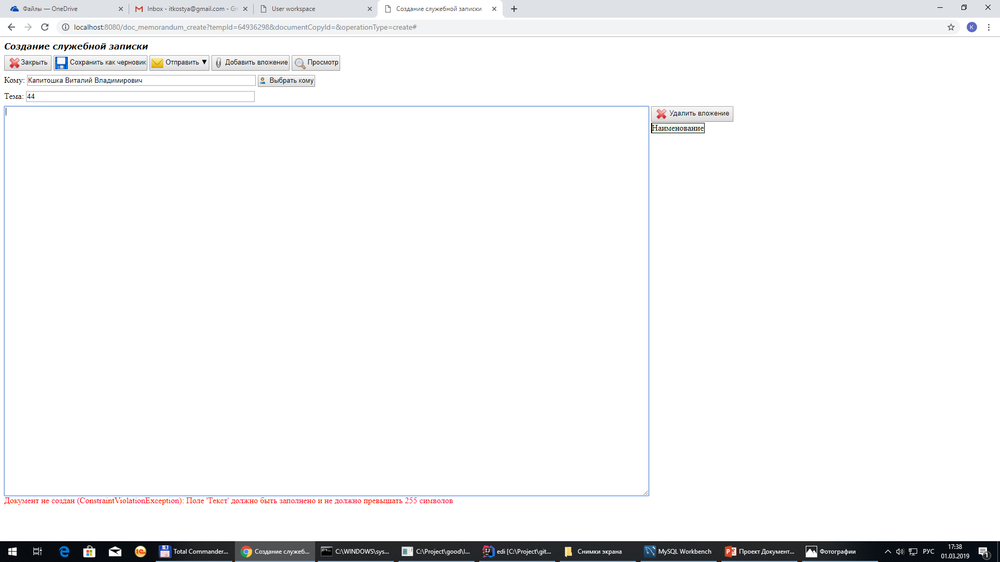 Файлы — OneDrive
Inbox - itkostya@gmail.com - Gm
User workspace
Создание служебной записки
localhost:8080/doc_memorandum_create?templd=64936298&documentCopyId=&operationType=create#
K
Создание служебной записки
Закрыть
Сохранить как черновик
Отправить ▼
Добавить вложение
Просмотр
Кому: Капитошка Виталий Владимирович
Выбрать кому
Тема: 44
Удалить вложение
Наименование
Документ не создан (ConstraintViolationException): Поле 'Текст' должно быть заполнено и не должно превышать 255 символов
Total Commander...
Создание служеб...
C:\WINDOWS\sys...
C:\Project\good\l...
edi [C:\Project\git...
Снимки экрана
MySQL Workbench
Проект Документ...
Фотографии
РУС
17:38
01.03.2019
1